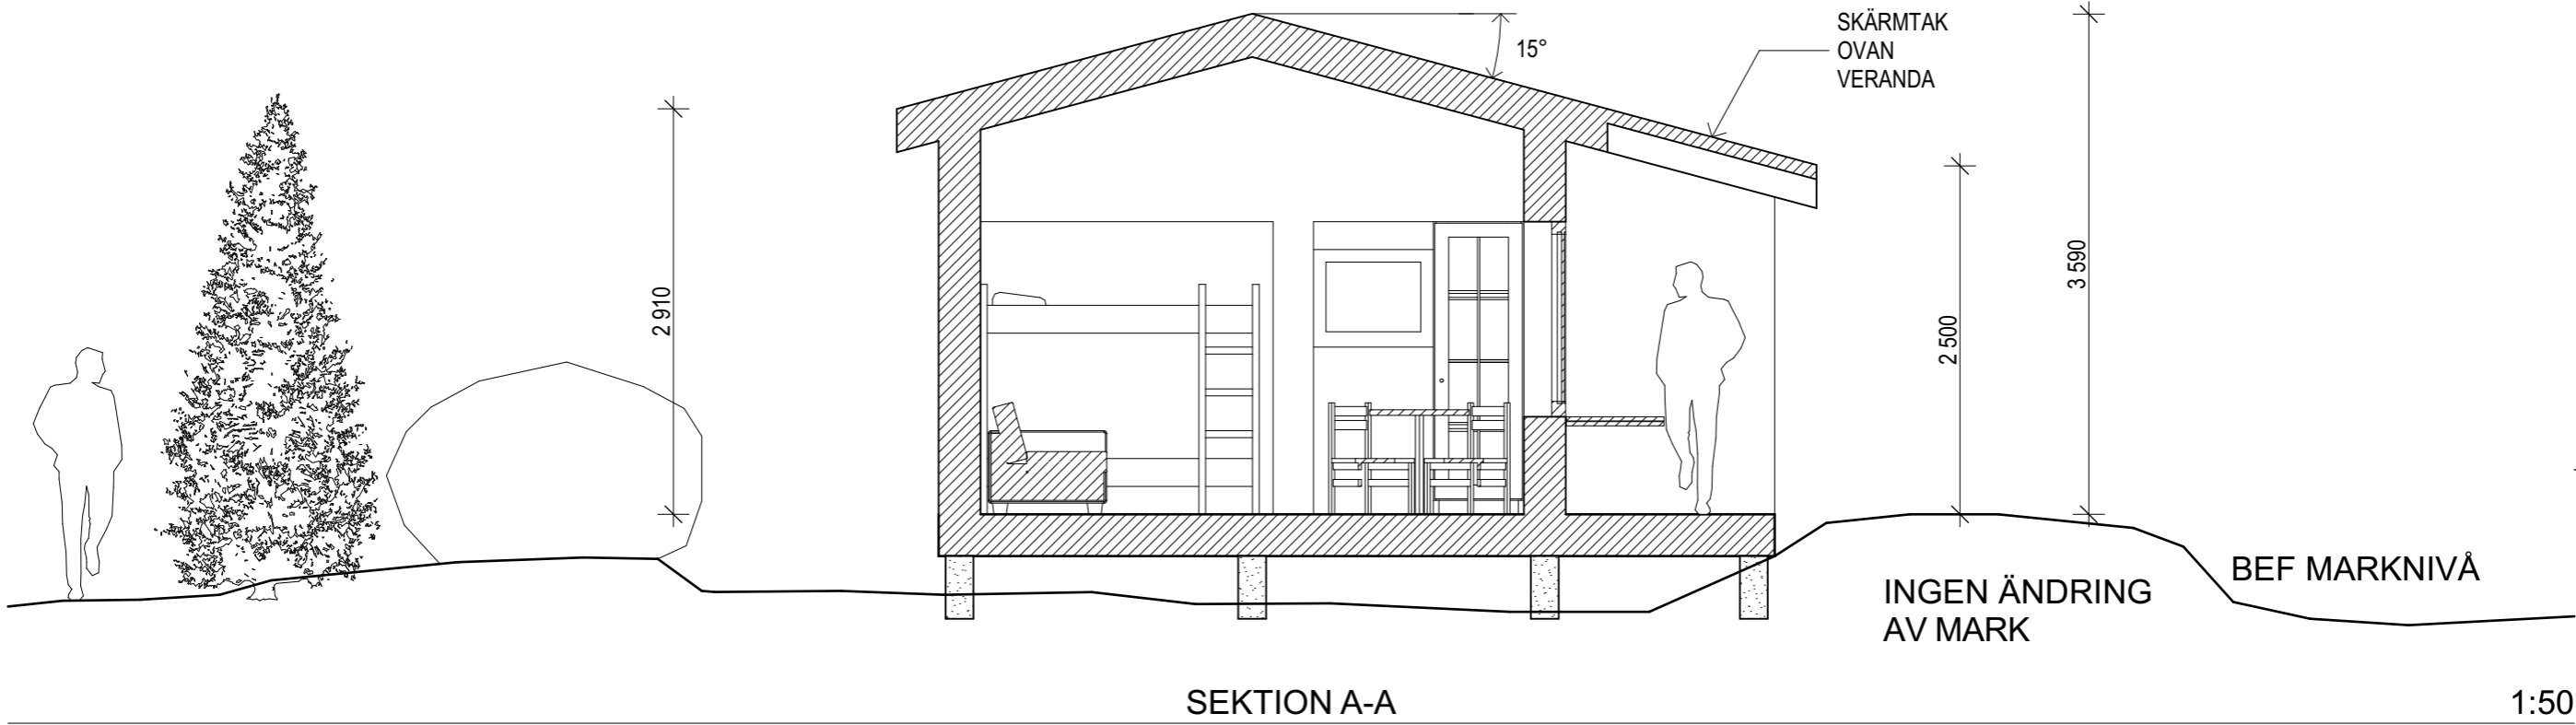 SKÄRMTAK
OVAN
VERANDA
15°
2 910
2 500
3 590
BEF MARKNIVÅ
INGEN ÄNDRING
AV MARK
SEKTION A-A
1:50